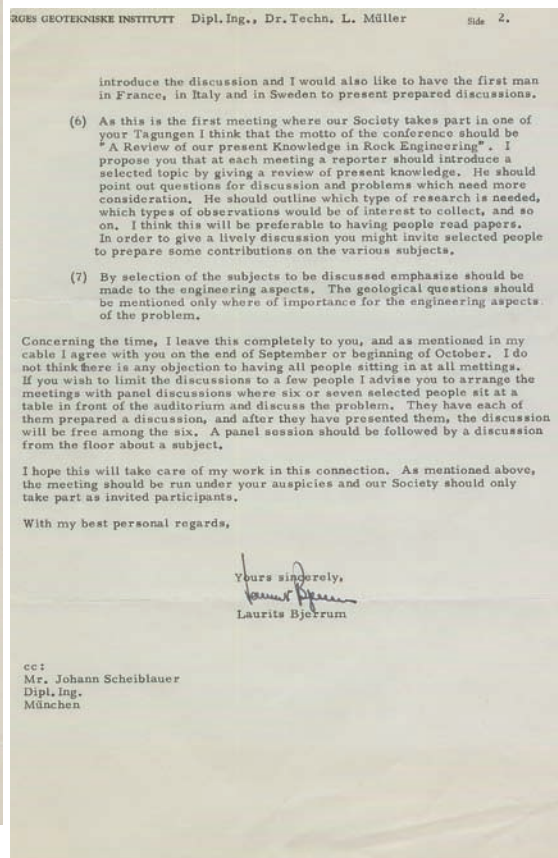 RGES GEOTEKNISKE INSTITUTT Dipl. Ing., Dr. Techn. L. Müller Side 2.
introduce the discussion and I would also like to have the first man
in France, in Italy and in Sweden to present prepared discussions.
(6) As this is the first meeting where our Society takes part in one of
your Tagungen I think that the motto of the conference should be
"A Review of our present Knowledge in Rock Engineering". I
propose you that at each meeting a reporter should introduce a
selected topic by giving a review of present knowledge. He should
point out questions for discussion and problems which need more
consideration. He should outline which type of research is needed,
which types of observations would be of interest to collect, and so
on. I think this will be preferable to having people read papers.
In order to give a lively discussion you might invite selected people
to prepare some contributions on the various subjects.
(7) By selection of the subjects to be discussed emphasize should be
made to the engineering aspects. The geological questions should
be mentioned only where of importance for the engineering aspects
of the problem.
Concerning the time, I leave this completely to you, and as mentioned in my
cable I agree with you on the end of September or beginning of October. I do
not think there is any objection to having all people sitting in at all mettings.
If you wish to limit the discussions to a few people I advise you to arrange the
meetings with panel discussions where six or seven selected people sit at a
table in front of the auditorium and discuss the problem. They have each of
them prepared a discussion, and after they have presented them, the discussion
will be free among the six. A panel session should be followed by a discussion
from the floor about a subject.
I hope this will take care of my work in this connection. As mentioned above,
the meeting should be run under your auspicies and our Society should only
take part as invited participants.
With my best personal regards,
Yours sincerely,
Laurits Bjerrum
Laurits Bjerrum
cc:
Mr. Johann Scheiblauer
Dipl. Ing.
München